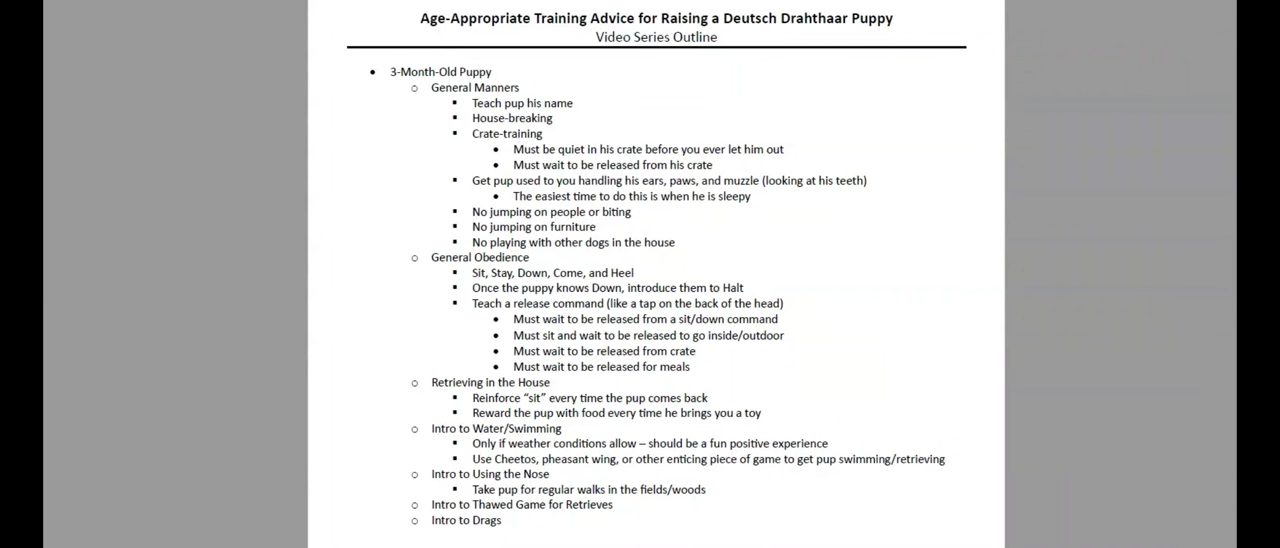 Age-Appropriate Training Advice for Raising a Deutsch Drahthaar Puppy
Video Series Outline
• 3-Month-Old Puppy
o General Manners
▪ Teach pup his name
▪ House-breaking
▪ Crate-training
• Must be quiet in his crate before you ever let him out
• Must wait to be released from his crate
▪ Get pup used to you handling his ears, paws, and muzzle (looking at his teeth)
• The easiest time to do this is when he is sleepy
▪ No jumping on people or biting
▪ No jumping on furniture
▪ No playing with other dogs in the house
o General Obedience
▪ Sit, Stay, Down, Come, and Heel
▪ Once the puppy knows Down, introduce them to Halt
▪ Teach a release command (like a tap on the back of the head)
• Must wait to be released from a sit/down command
• Must sit and wait to be released to go inside/outdoor
• Must wait to be released from crate
• Must wait to be released for meals
o Retrieving in the House
▪ Reinforce “sit” every time the pup comes back
▪ Reward the pup with food every time he brings you a toy
o Intro to Water/Swimming
▪ Only if weather conditions allow – should be a fun positive experience
▪ Use Cheetos, pheasant wing, or other enticing piece of game to get pup swimming/retrieving
o Intro to Using the Nose
▪ Take pup for regular walks in the fields/woods
o Intro to Thawed Game for Retrieves
o Intro to Drags